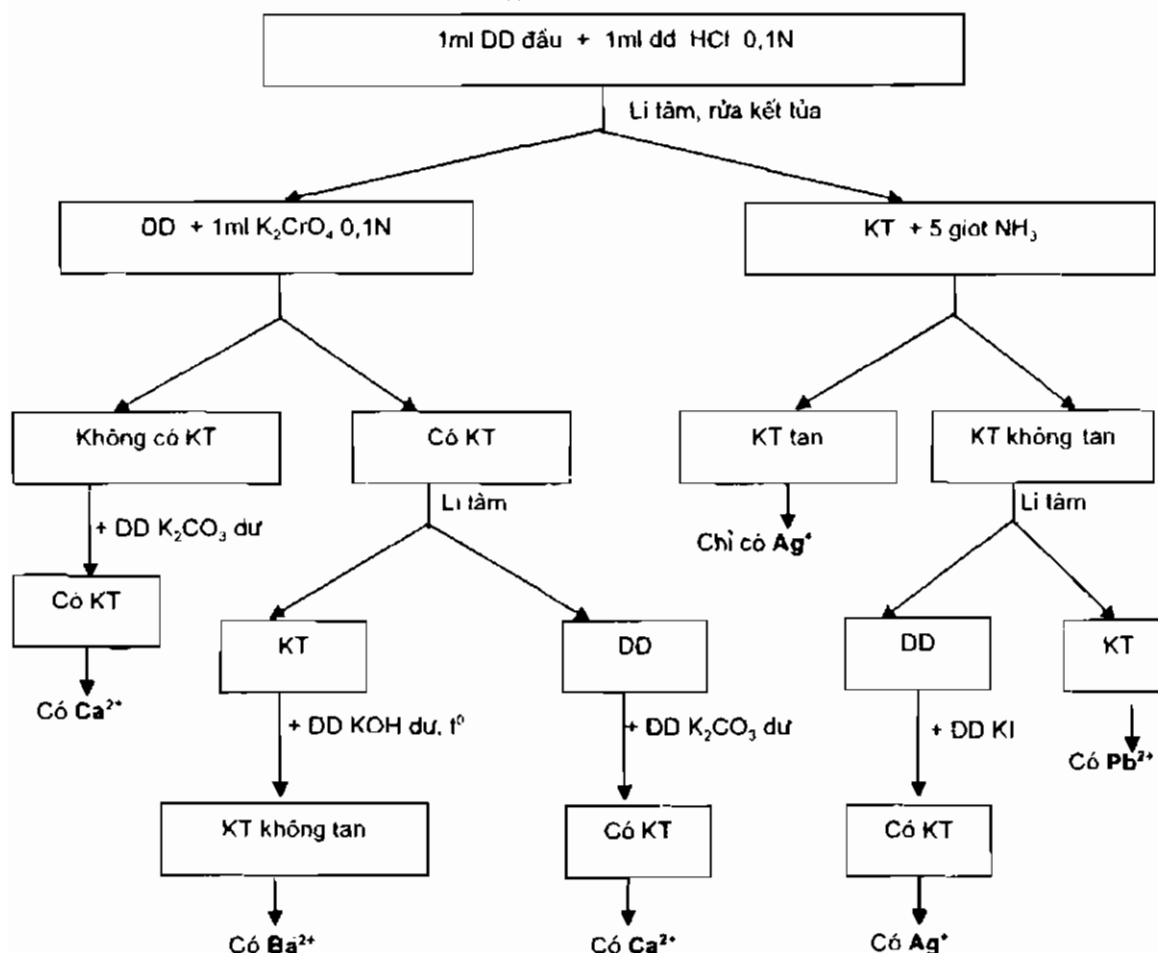 1ml DD đầu + 1ml dd HCl 0,1N
Li tâm, rửa kết tủa
DD + 1ml K₂CrO₄ 0,1N
KT + 5 giọt NH₃
Không có KT
Có KT
KT tan
KT không tan
+ DD K₂CO₃ dư
Li tâm
Chỉ có Ag⁺
Li tâm
Có KT
KT
DD
DD
KT
Có Ca²⁺
+ DD KOH dư, t⁰
+ DD K₂CO₃ dư
+ DD KI
Có Pb²⁺
KT không tan
Có KT
Có KT
Có Ba²⁺
Có Ca²⁺
Có Ag⁺